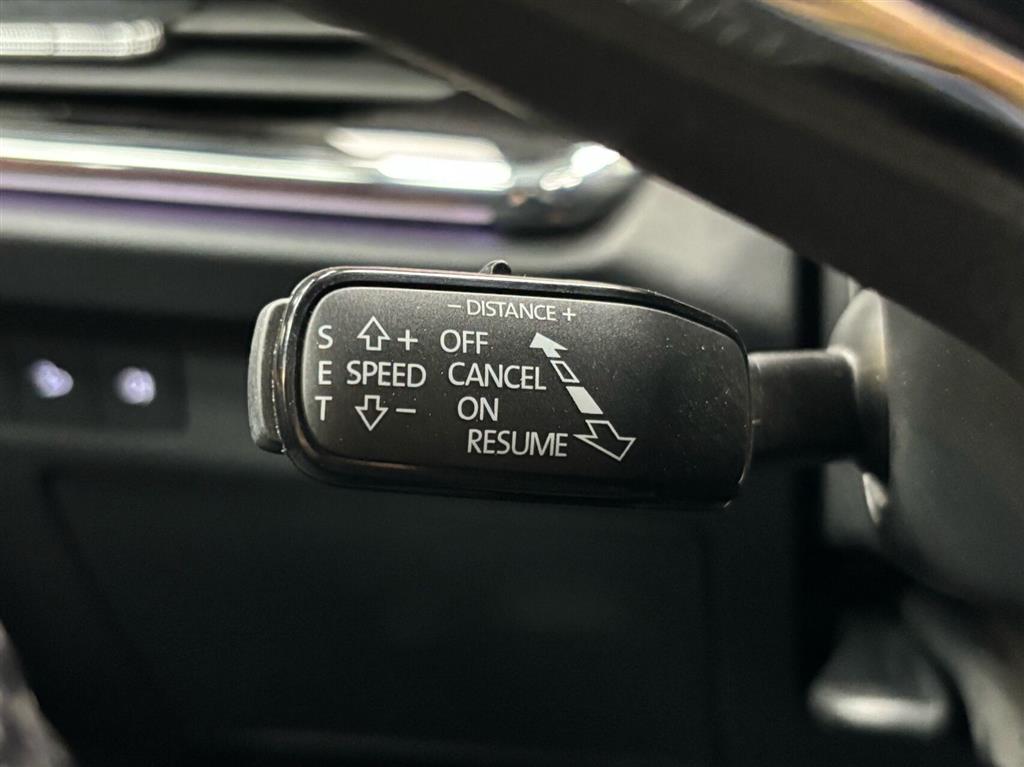 – DISTANCE +
S + OFF
E SPEED CANCEL
T – ON
RESUME